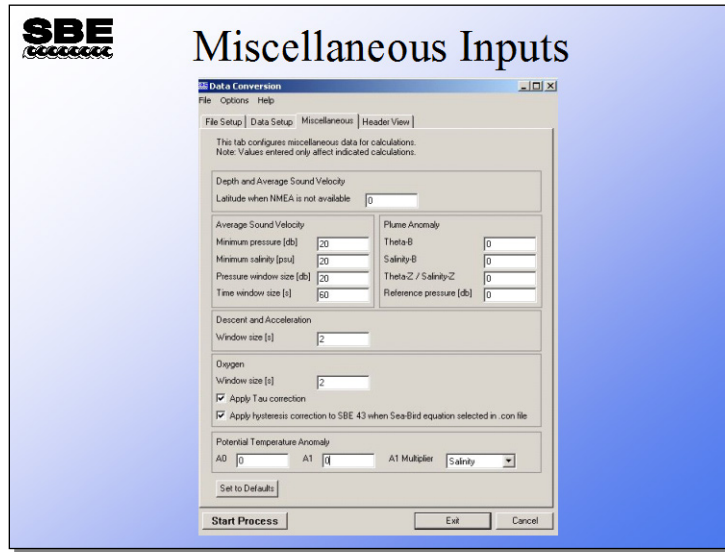 SBE
Miscellaneous Inputs
Data Conversion
File Options Help
File Setup Data Setup Miscellaneous Header View
This tab configures miscellaneous data for calculations.
Note: Values entered only affect indicated calculations.
Depth and Average Sound Velocity
Latitude when NMEA is not available 0
Average Sound Velocity
Minimum pressure [db] 20
Minimum salinity [psu] 20
Pressure window size [db] 20
Time window size [s] 60
Plume Anomaly
Theta-B 0
Salinity-B 0
Theta-Z / Salinity-Z 0
Reference pressure [db] 0
Descent and Acceleration
Window size [s] 2
Oxygen
Window size [s] 2
Apply Tau correction
Apply hysteresis correction to SBE 43 when Sea-Bird equation selected in .con file
Potential Temperature Anomaly
A0 0 A1 0 A1 Multiplier Salinity
Set to Defaults
Start Process Exit Cancel